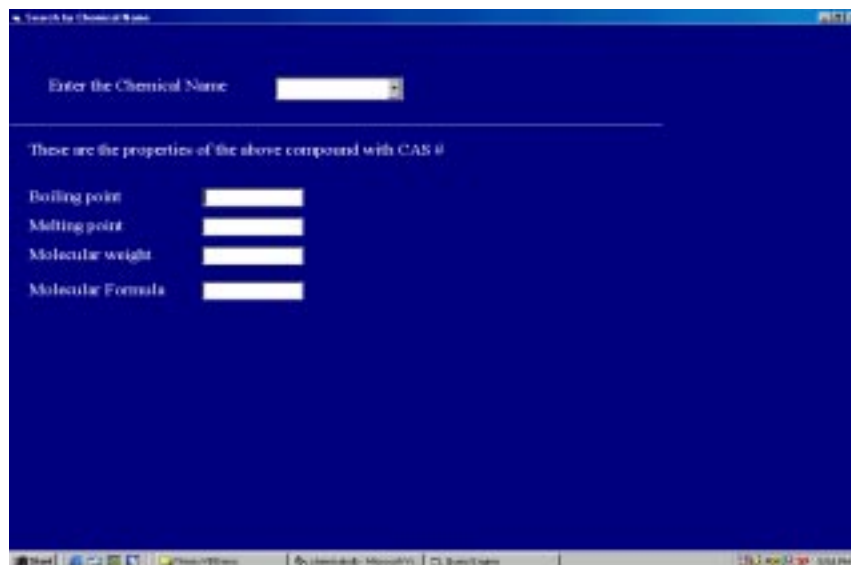 Search by Chemical Name
Enter the Chemical Name
These are the properties of the above compound with CAS #
Boiling point
Melting point
Molecular weight
Molecular Formula
Start